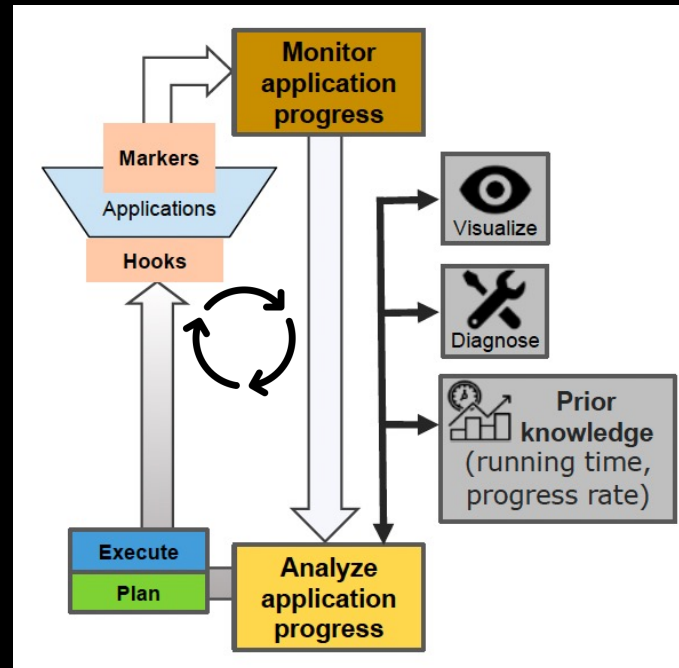 Monitor
application
progress
Markers
Applications
Hooks
Visualize
Diagnose
Prior
knowledge
(running time,
progress rate)
Execute
Plan
Analyze
application
progress